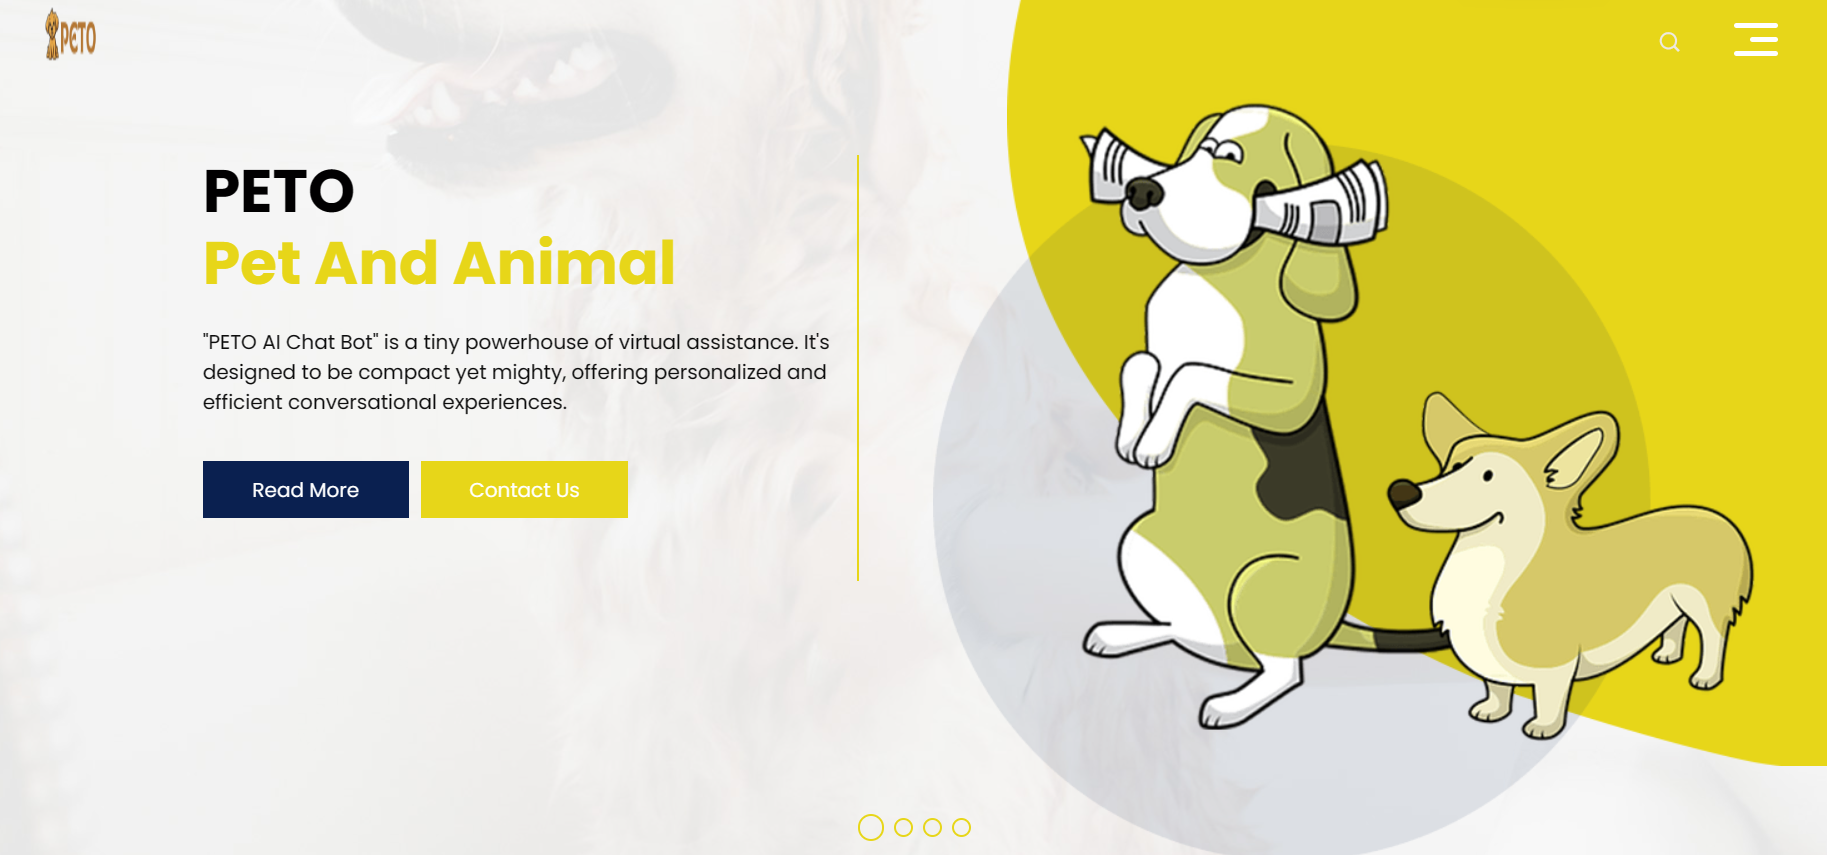 PETO
PETO
Pet And Animal
"PETO AI Chat Bot" is a tiny powerhouse of virtual assistance. It's
designed to be compact yet mighty, offering personalized and
efficient conversational experiences.
Read More
Contact Us